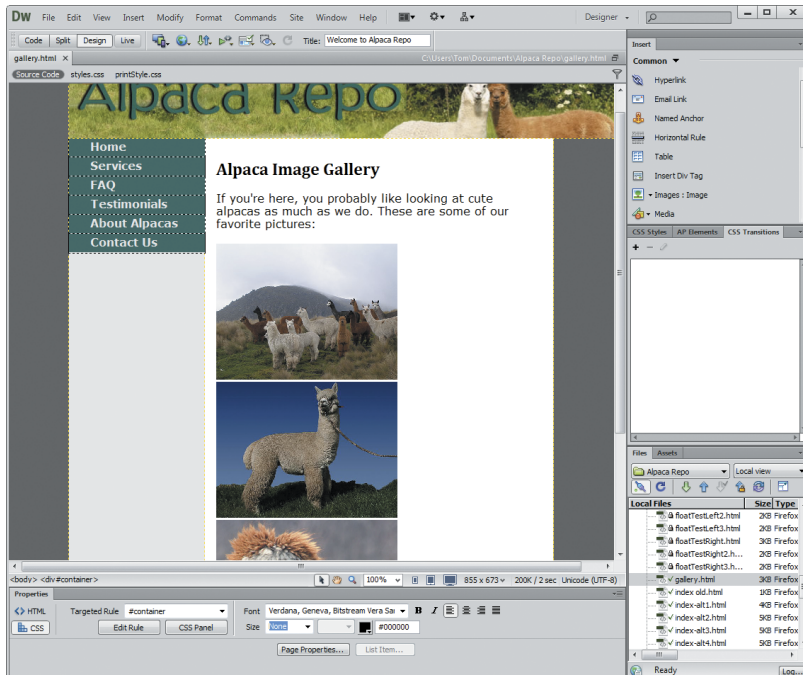 Dw File Edit View Insert Modify Format Commands Site Window Help Designer
Code Split Design Live Title: Welcome to Alpaca Repo
gallery.html × C:\Users\Tom\Documents\Alpaca Repo\gallery.html
Source Code styles.css printStyle.css
Alpaca Repo
Home
Services
FAQ
Testimonials
About Alpacas
Contact Us
Alpaca Image Gallery
If you're here, you probably like looking at cute
alpacas as much as we do. These are some of our
favorite pictures:
<body> <div#container> 100% 855 x 673 200K / 2 sec Unicode (UTF-8)
Properties
<> HTML Targeted Rule #container Font Verdana, Geneva, Bitstream Vera San B I
CSS Edit Rule CSS Panel Size None #000000
Page Properties... List Item...
Insert
Common
Hyperlink
Email Link
Named Anchor
Horizontal Rule
Table
Insert Div Tag
Images : Image
Media
CSS Styles AP Elements CSS Transitions
Files Assets
Alpaca Repo Local view
Local Files Size Type
floatTestLeft2.html 2KB Firefox
floatTestLeft3.html 2KB Firefox
floatTestRight.html 3KB Firefox
floatTestRight2.h... 2KB Firefox
floatTestRight3.h... 2KB Firefox
gallery.html 3KB Firefox
index old.html 1KB Firefox
index-alt1.html 4KB Firefox
index-alt2.html 5KB Firefox
index-alt3.html 5KB Firefox
index-alt4.html 5KB Firefox
Ready Log...